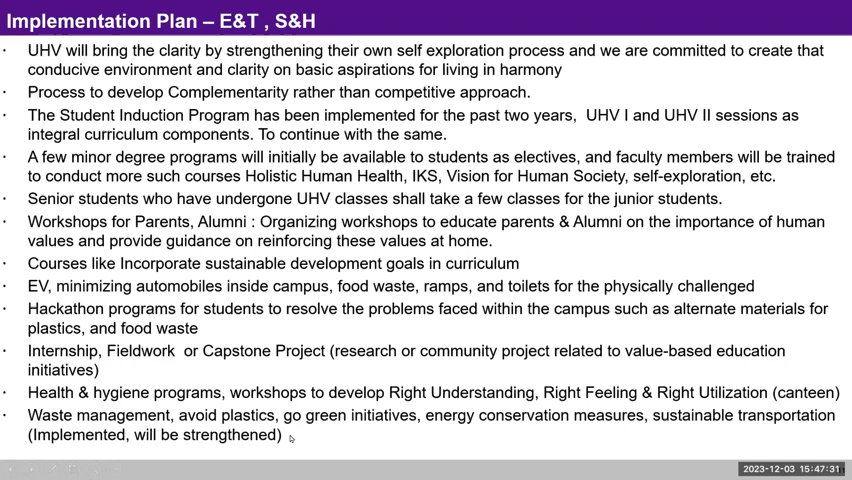 Implementation Plan – E&T , S&H
· UHV will bring the clarity by strengthening their own self exploration process and we are committed to create that
conducive environment and clarity on basic aspirations for living in harmony
· Process to develop Complementarity rather than competitive approach.
· The Student Induction Program has been implemented for the past two years, UHV I and UHV II sessions as
integral curriculum components. To continue with the same.
· A few minor degree programs will initially be available to students as electives, and faculty members will be trained
to conduct more such courses Holistic Human Health, IKS, Vision for Human Society, self-exploration, etc.
· Senior students who have undergone UHV classes shall take a few classes for the junior students.
· Workshops for Parents, Alumni : Organizing workshops to educate parents & Alumni on the importance of human
values and provide guidance on reinforcing these values at home.
· Courses like Incorporate sustainable development goals in curriculum
· EV, minimizing automobiles inside campus, food waste, ramps, and toilets for the physically challenged
· Hackathon programs for students to resolve the problems faced within the campus such as alternate materials for
plastics, and food waste
· Internship, Fieldwork or Capstone Project (research or community project related to value-based education
initiatives)
· Health & hygiene programs, workshops to develop Right Understanding, Right Feeling & Right Utilization (canteen)
· Waste management, avoid plastics, go green initiatives, energy conservation measures, sustainable transportation
(Implemented, will be strengthened)
2023-12-03 15:47:31